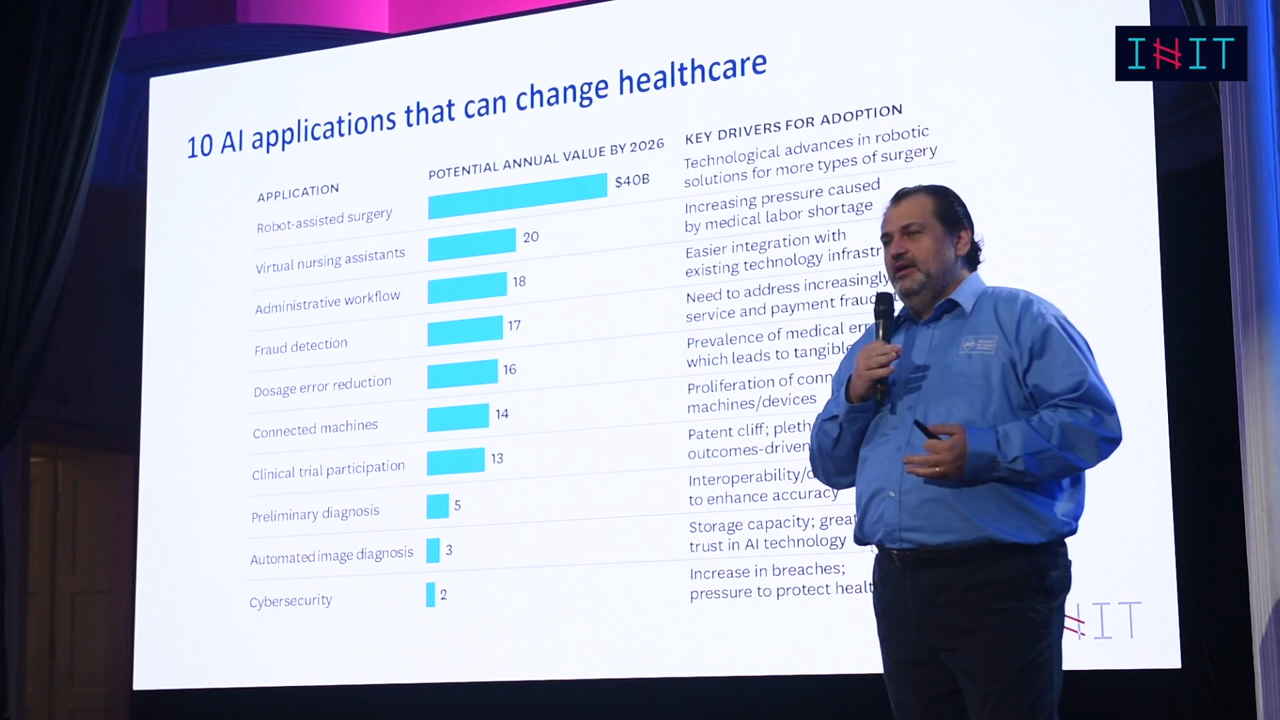 INIT
10 AI applications that can change healthcare
APPLICATION
POTENTIAL ANNUAL VALUE BY 2026
KEY DRIVERS FOR ADOPTION
Robot-assisted surgery
$40B
Technological advances in robotic
solutions for more types of surgery
Virtual nursing assistants
20
Increasing pressure caused
by medical labor shortage
Administrative workflow
18
Easier integration with
existing technology
Fraud detection
17
Need to address increasingly
service and payment fraud
Dosage error reduction
16
Prevalence of medical
which leads to tangible
Connected machines
14
Proliferation of
machines/devices
Clinical trial participation
13
Patent cliff;
outcomes-driven
Preliminary diagnosis
5
Interoperability/
to enhance accuracy
Automated image diagnosis
3
Storage capacity;
trust in AI technology
Cybersecurity
2
Increase in breaches;
pressure to protect
IT